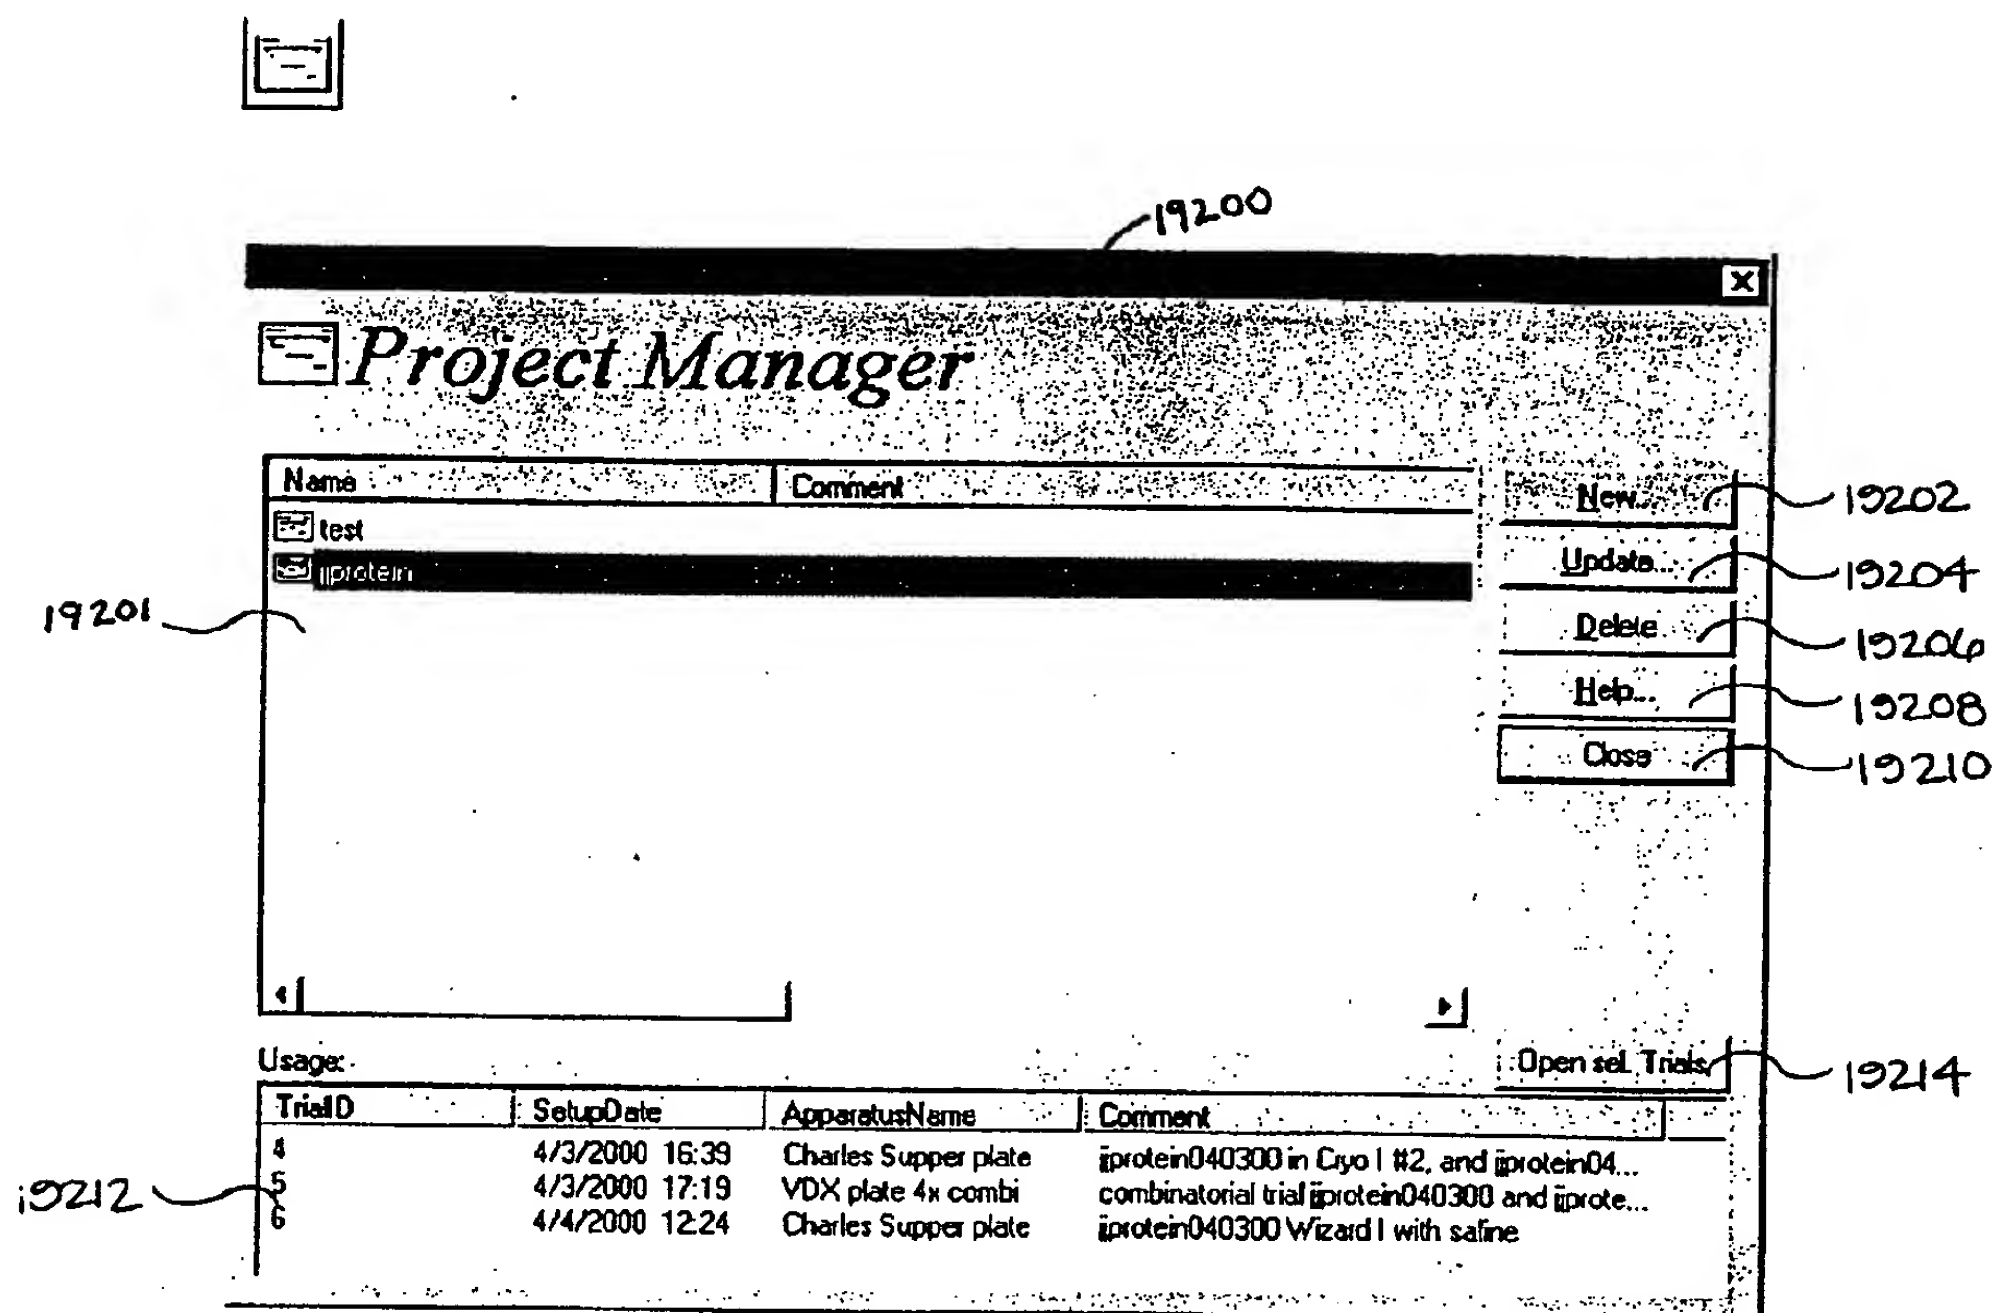 19200
Project Manager
Name Comment
New... 19202
test
Update... 19204
jjprotein
19201
Delete 19206
Help... 19208
Close 19210
Usage: Open sel. Trials 19214
TrialID SetupDate ApparatusName Comment
4 4/3/2000 16:39 Charles Supper plate jjprotein040300 in Cryo I #2, and jjprotein04...
5 4/3/2000 17:19 VDX plate 4x combi combinatorial trial jjprotein040300 and jjprote...
19212
6 4/4/2000 12:24 Charles Supper plate jjprotein040300 Wizard I with saline